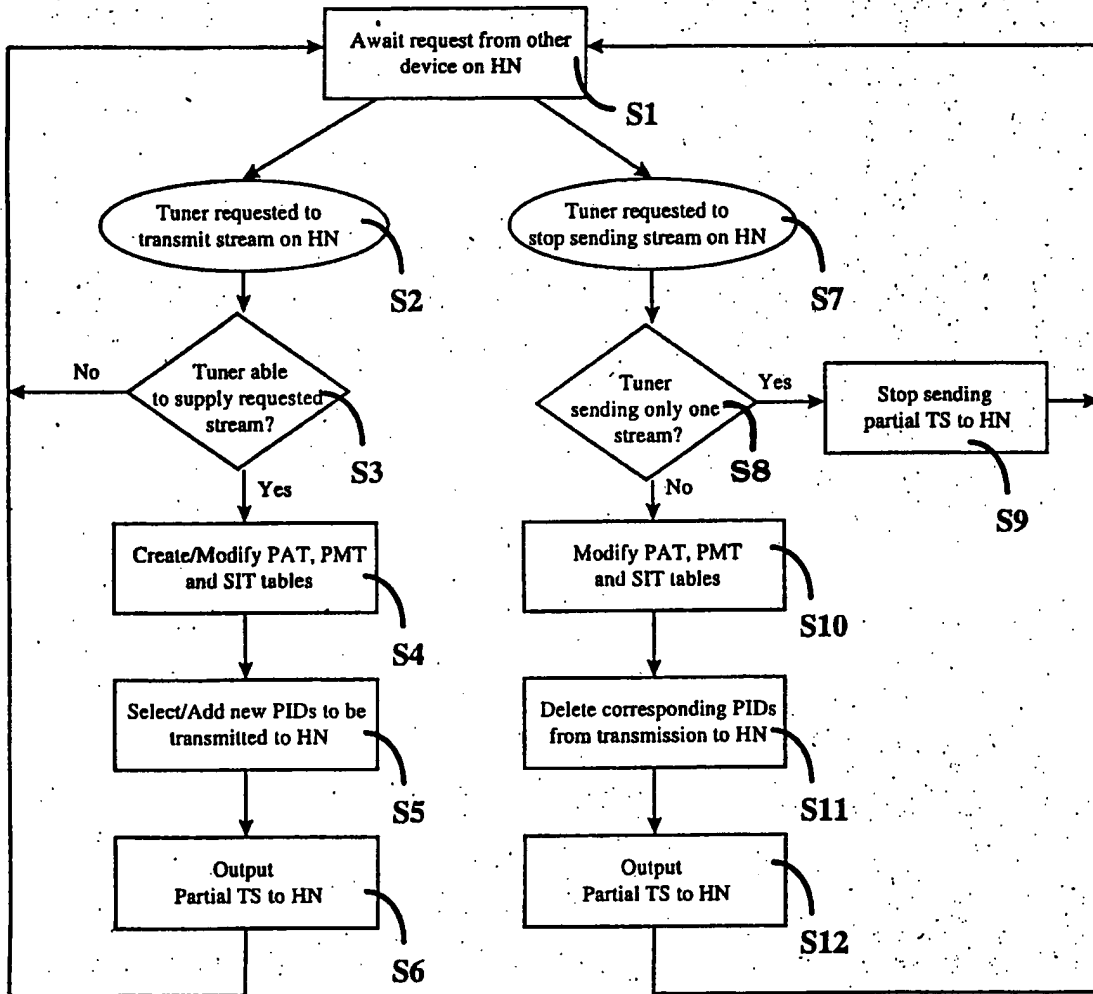 Await request from other
device on HN
S1
Tuner requested to
transmit stream on HN
S2
Tuner requested to
stop sending stream on HN
S7
No
Tuner able
to supply requested
stream?
S3
Yes
Tuner
sending only one
stream?
S8
Yes
Stop sending
partial TS to HN
S9
No
Create/Modify PAT, PMT
and SIT tables
S4
Modify PAT, PMT
and SIT tables
S10
Select/Add new PIDs to be
transmitted to HN
S5
Delete corresponding PIDs
from transmission to HN
S11
Output
Partial TS to HN
S6
Output
Partial TS to HN
S12